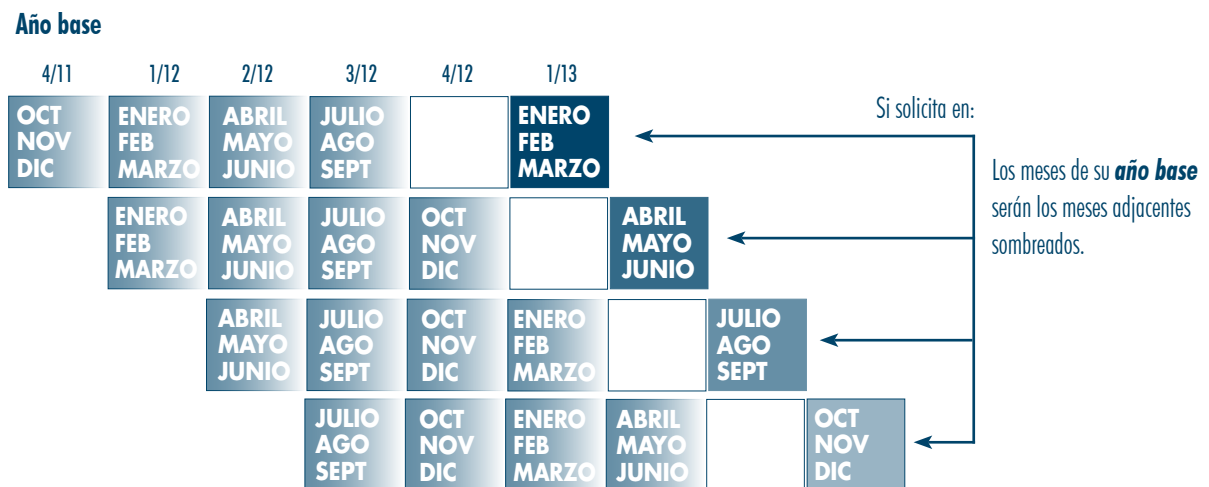 Año base
4/11 1/12 2/12 3/12 4/12 1/13
OCT ENERO ABRIL JULIO ENERO
NOV FEB MAYO AGO FEB
DIC MARZO JUNIO SEPT MARZO
Si solicita en:
Los meses de su año base
serán los meses adjacentes
sombreados.
ENERO ABRIL JULIO OCT ABRIL
FEB MAYO AGO NOV MAYO
MARZO JUNIO SEPT DIC JUNIO
ABRIL JULIO OCT ENERO JULIO
MAYO AGO NOV FEB AGO
JUNIO SEPT DIC MARZO SEPT
JULIO OCT ENERO ABRIL OCT
AGO NOV FEB MAYO NOV
SEPT DIC MARZO JUNIO DIC